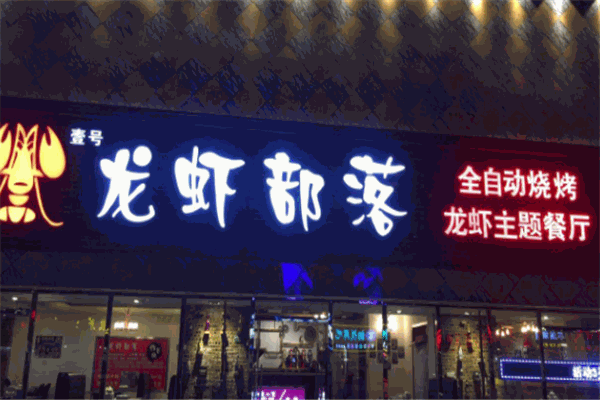 壹号
龙虾部落
全自动烧烤
龙虾主题餐厅